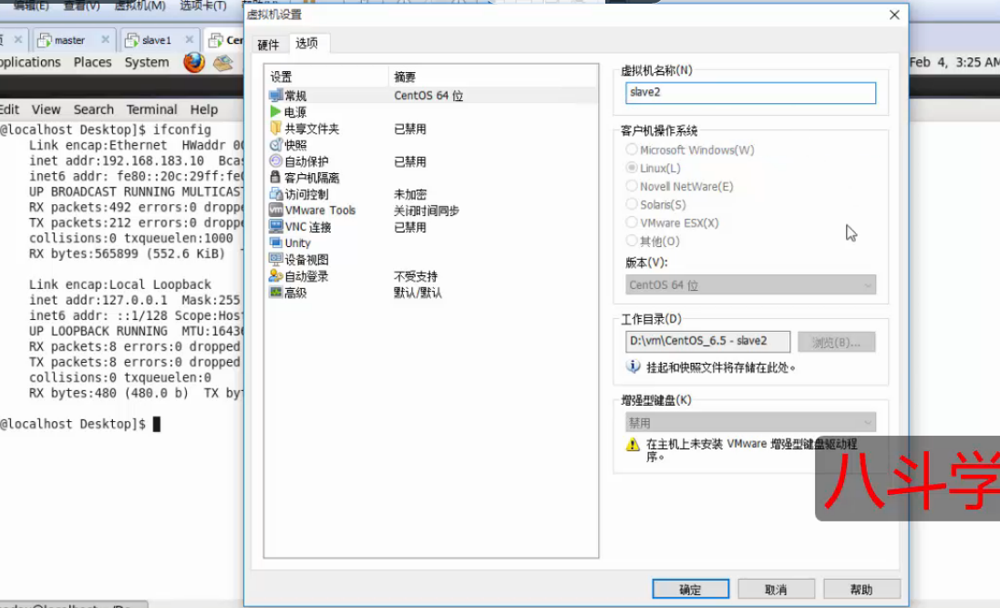 编辑(E) 查看(V) 虚拟机(M) 选项卡(T)
master slave1 Cen
pplications Places System
Feb 4, 3:25 AM
Edit View Search Terminal Help
@localhost Desktop]$ ifconfig
Link encap:Ethernet HWaddr 00
inet addr:192.168.183.10 Bcas
inet6 addr: fe80::20c:29ff:fe
UP BROADCAST RUNNING MULTICAST
RX packets:492 errors:0 droppe
TX packets:212 errors:0 droppe
collisions:0 txqueuelen:1000
RX bytes:565899 (552.6 KiB)
Link encap:Local Loopback
inet addr:127.0.0.1 Mask:255
inet6 addr: ::1/128 Scope:Hos
UP LOOPBACK RUNNING MTU:16436
RX packets:8 errors:0 dropped
TX packets:8 errors:0 dropped
collisions:0 txqueuelen:0
RX bytes:480 (480.0 b) TX by
@localhost Desktop]$
虚拟机设置
硬件 选项
设置 摘要
常规 CentOS 64 位
电源
共享文件夹 已禁用
快照
自动保护 已禁用
客户机隔离
访问控制 未加密
VMware Tools 关闭时间同步
VNC 连接 已禁用
Unity
设备视图
自动登录 不受支持
高级 默认/默认
虚拟机名称(N)
slave2
客户机操作系统
Microsoft Windows(W)
Linux(L)
Novell NetWare(E)
Solaris(S)
VMware ESX(X)
其他(O)
版本(V):
CentOS 64 位
工作目录(D)
D:\vm\CentOS_6.5 - slave2 浏览(B)...
挂起和快照文件将存储在此处。
增强型键盘(K)
禁用
在主机上未安装 VMware 增强型键盘驱动程
序。
八斗学
确定 取消 帮助